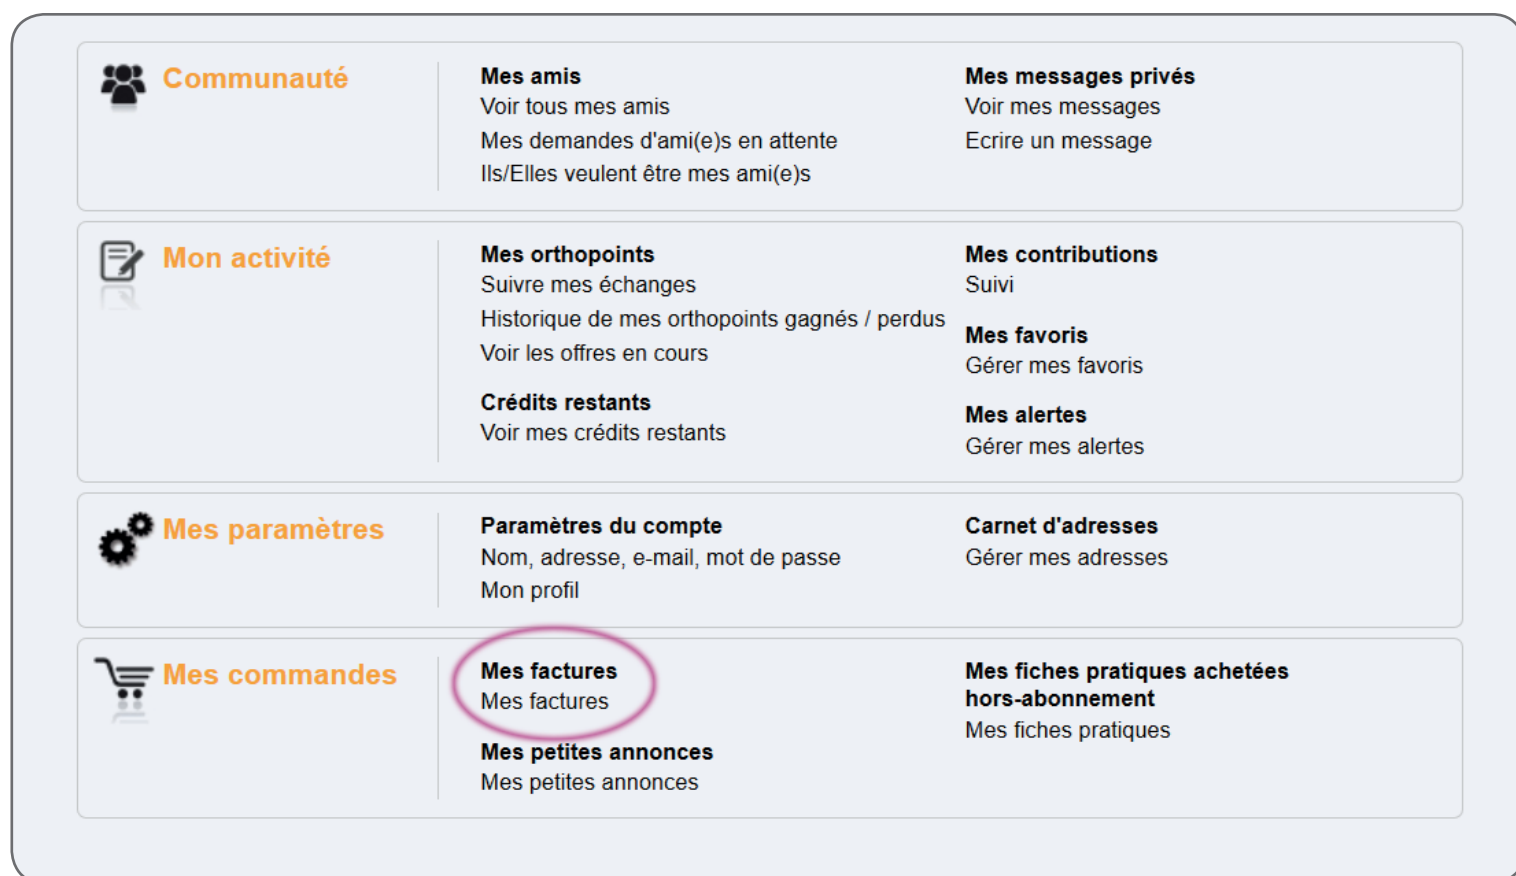 Communauté
Mes amis
Voir tous mes amis
Mes demandes d'ami(e)s en attente
Ils/Elles veulent être mes ami(e)s
Mes messages privés
Voir mes messages
Ecrire un message
Mon activité
Mes orthopoints
Suivre mes échanges
Historique de mes orthopoints gagnés / perdus
Voir les offres en cours
Crédits restants
Voir mes crédits restants
Mes contributions
Suivi
Mes favoris
Gérer mes favoris
Mes alertes
Gérer mes alertes
Mes paramètres
Paramètres du compte
Nom, adresse, e-mail, mot de passe
Mon profil
Carnet d'adresses
Gérer mes adresses
Mes commandes
Mes factures
Mes factures
Mes petites annonces
Mes petites annonces
Mes fiches pratiques achetées
hors-abonnement
Mes fiches pratiques